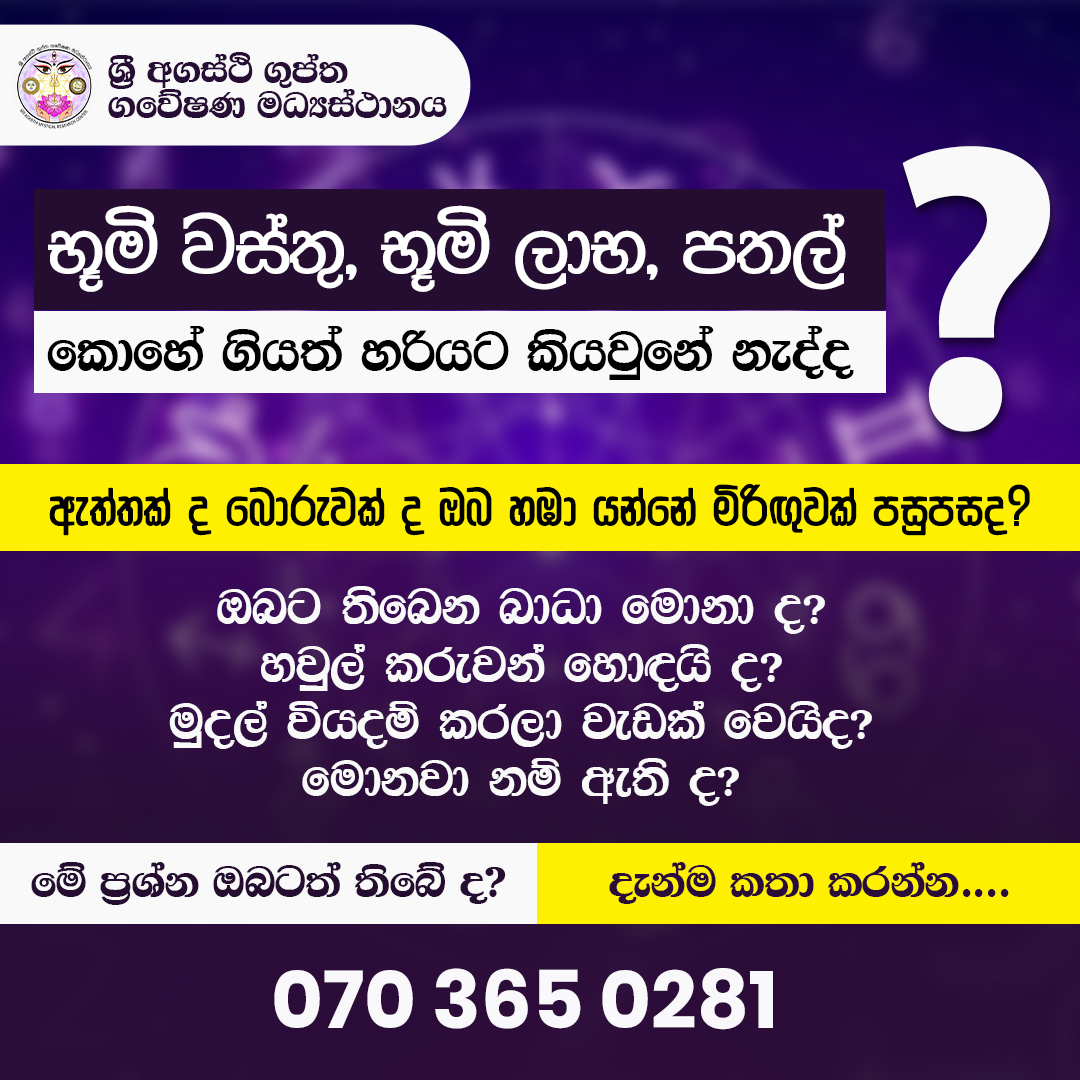 ශ්‍රී අගස්ථි ගුප්ත
ගවේෂණ මධ්‍යස්ථානය
භූමි වස්තු, භූමි ලාභ, පතල්
කොහේ ගියත් හරියට කියවුනේ නැද්ද
?
ඇත්තක් ද බොරුවක් ද ඔබ හඹා යන්නේ මිරිඟුවක් පසුපසද?
ඔබට තිබෙන බාධා මොනා ද?
හවුල් කරුවන් හොඳයි ද?
මුදල් වියදම් කරලා වැඩක් වෙයිද?
මොනවා නම් ඇති ද?
මේ ප්‍රශ්න ඔබටත් තිබේ ද?
දැන්ම කතා කරන්න....
070 365 0281